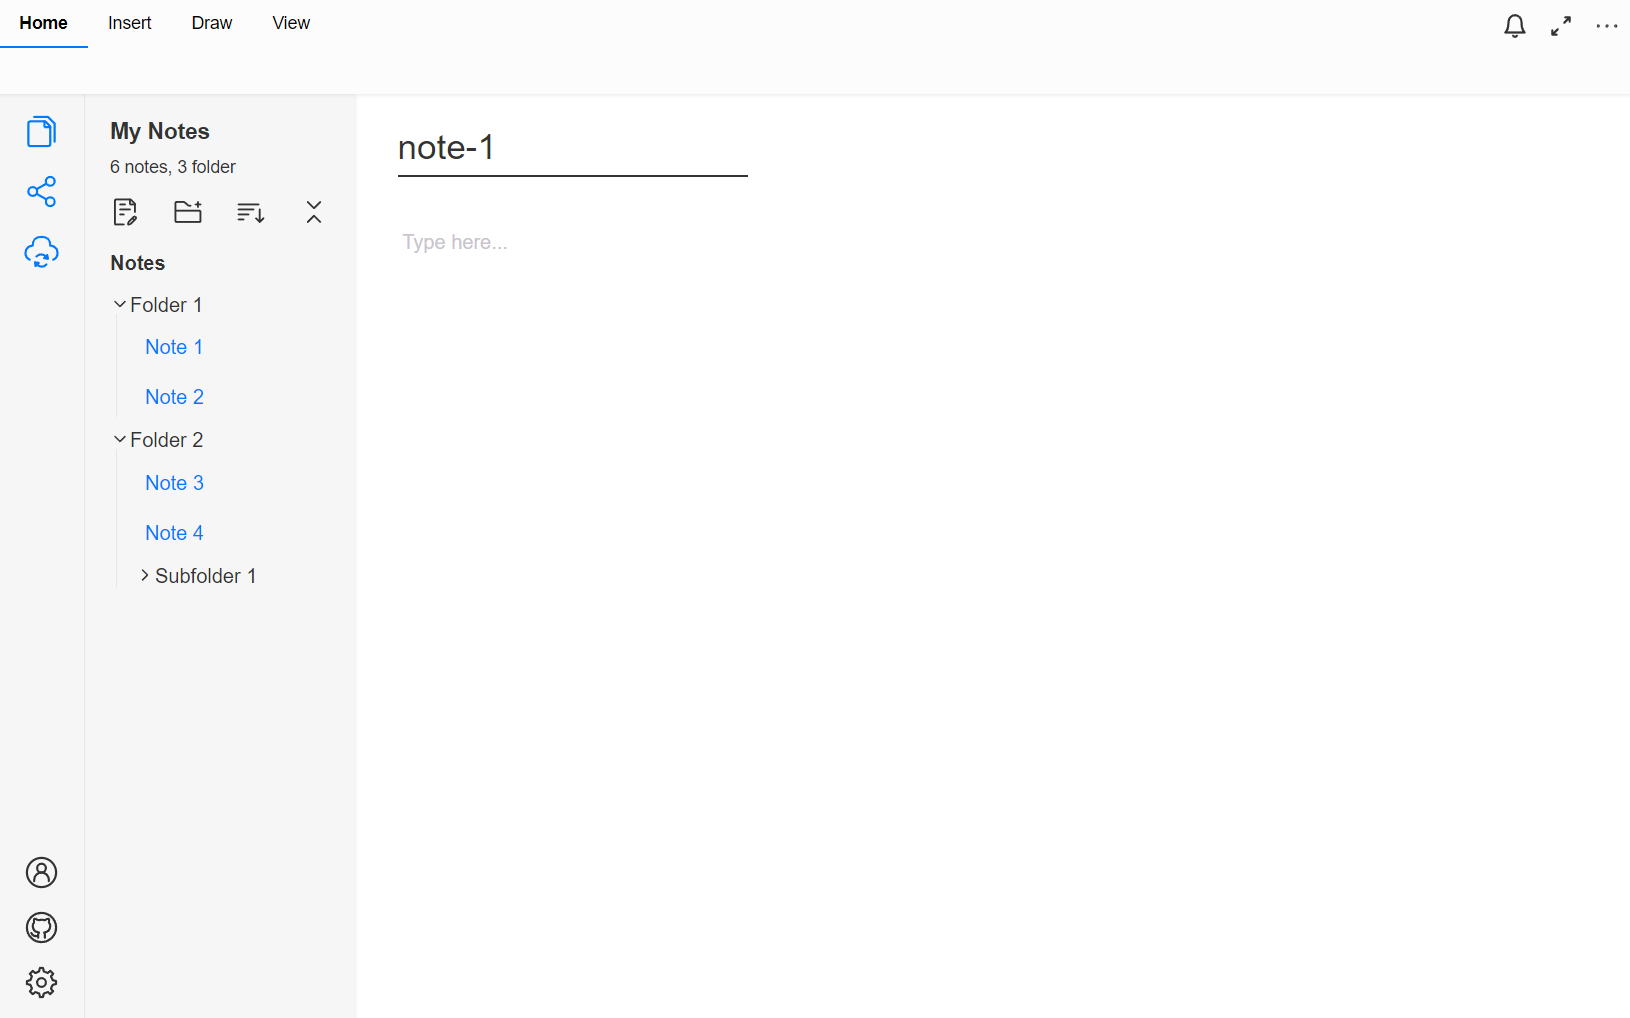 Home Insert Draw View
My Notes
6 notes, 3 folder
Notes
Folder 1
Note 1
Note 2
Folder 2
Note 3
Note 4
Subfolder 1
note-1
Type here...